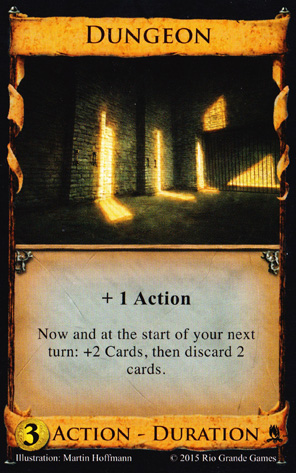 DUNGEON
+ 1 Action
Now and at the start of your next
turn: +2 Cards, then discard 2
cards.
3 ACTION - DURATION
Illustration: Martin Hoffmann © 2015 Rio Grande Games